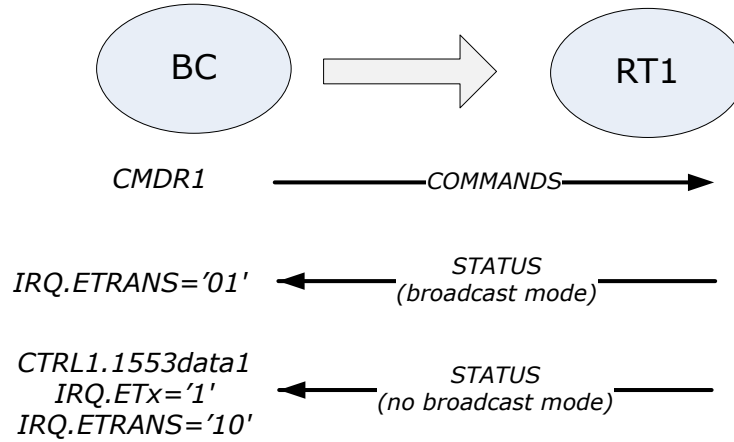 BC
RT1
CMDR1
COMMANDS
IRQ.ETRANS='01'
STATUS
(broadcast mode)
CTRL1.1553data1
IRQ.ETx='1'
IRQ.ETRANS='10'
STATUS
(no broadcast mode)